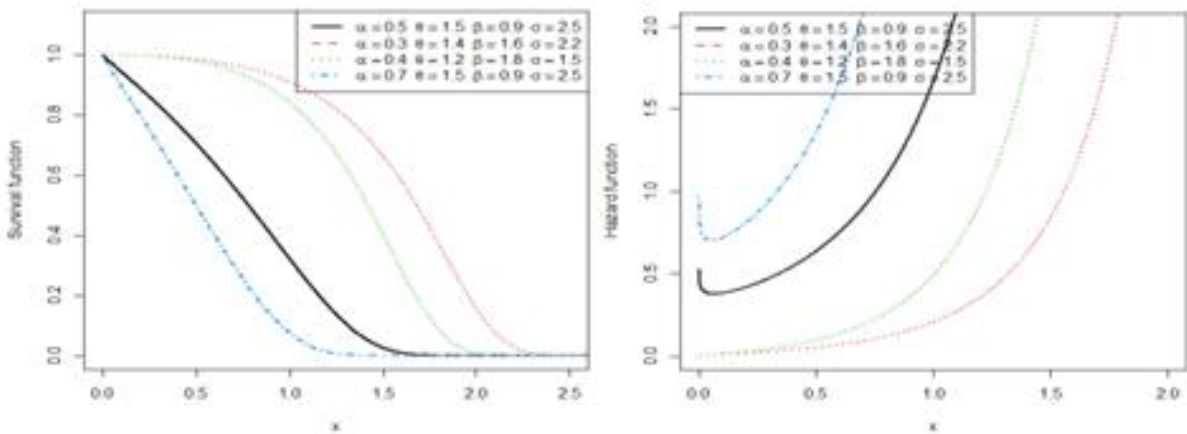 α=0.5 θ=1.5 β=0.9 σ=2.5
α=0.3 θ=1.4 β=1.6 σ=2.2
α=0.4 θ=1.2 β=1.8 σ=1.5
α=0.7 θ=1.5 β=0.9 σ=2.5
Survival function
1.0
0.8
0.6
0.4
0.2
0.0
0.0 0.5 1.0 1.5 2.0 2.5
x
α=0.5 θ=1.5 β=0.9 σ=2.5
α=0.3 θ=1.4 β=1.6 σ=2.2
α=0.4 θ=1.2 β=1.8 σ=1.5
α=0.7 θ=1.5 β=0.9 σ=2.5
Hazard function
2.0
1.5
1.0
0.5
0.0
0.0 0.5 1.0 1.5 2.0
x